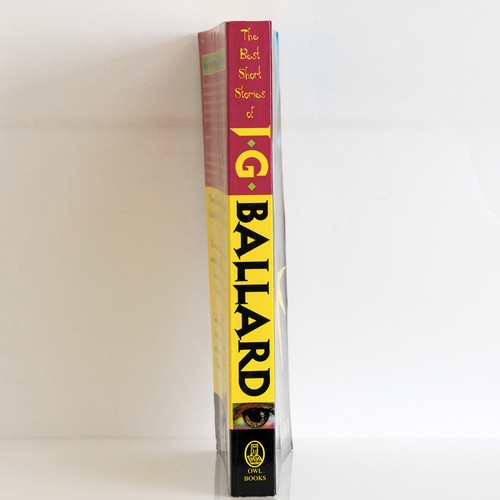 The
Best
Short
Stories
of
J.G.
BALLARD
OWL
BOOKS